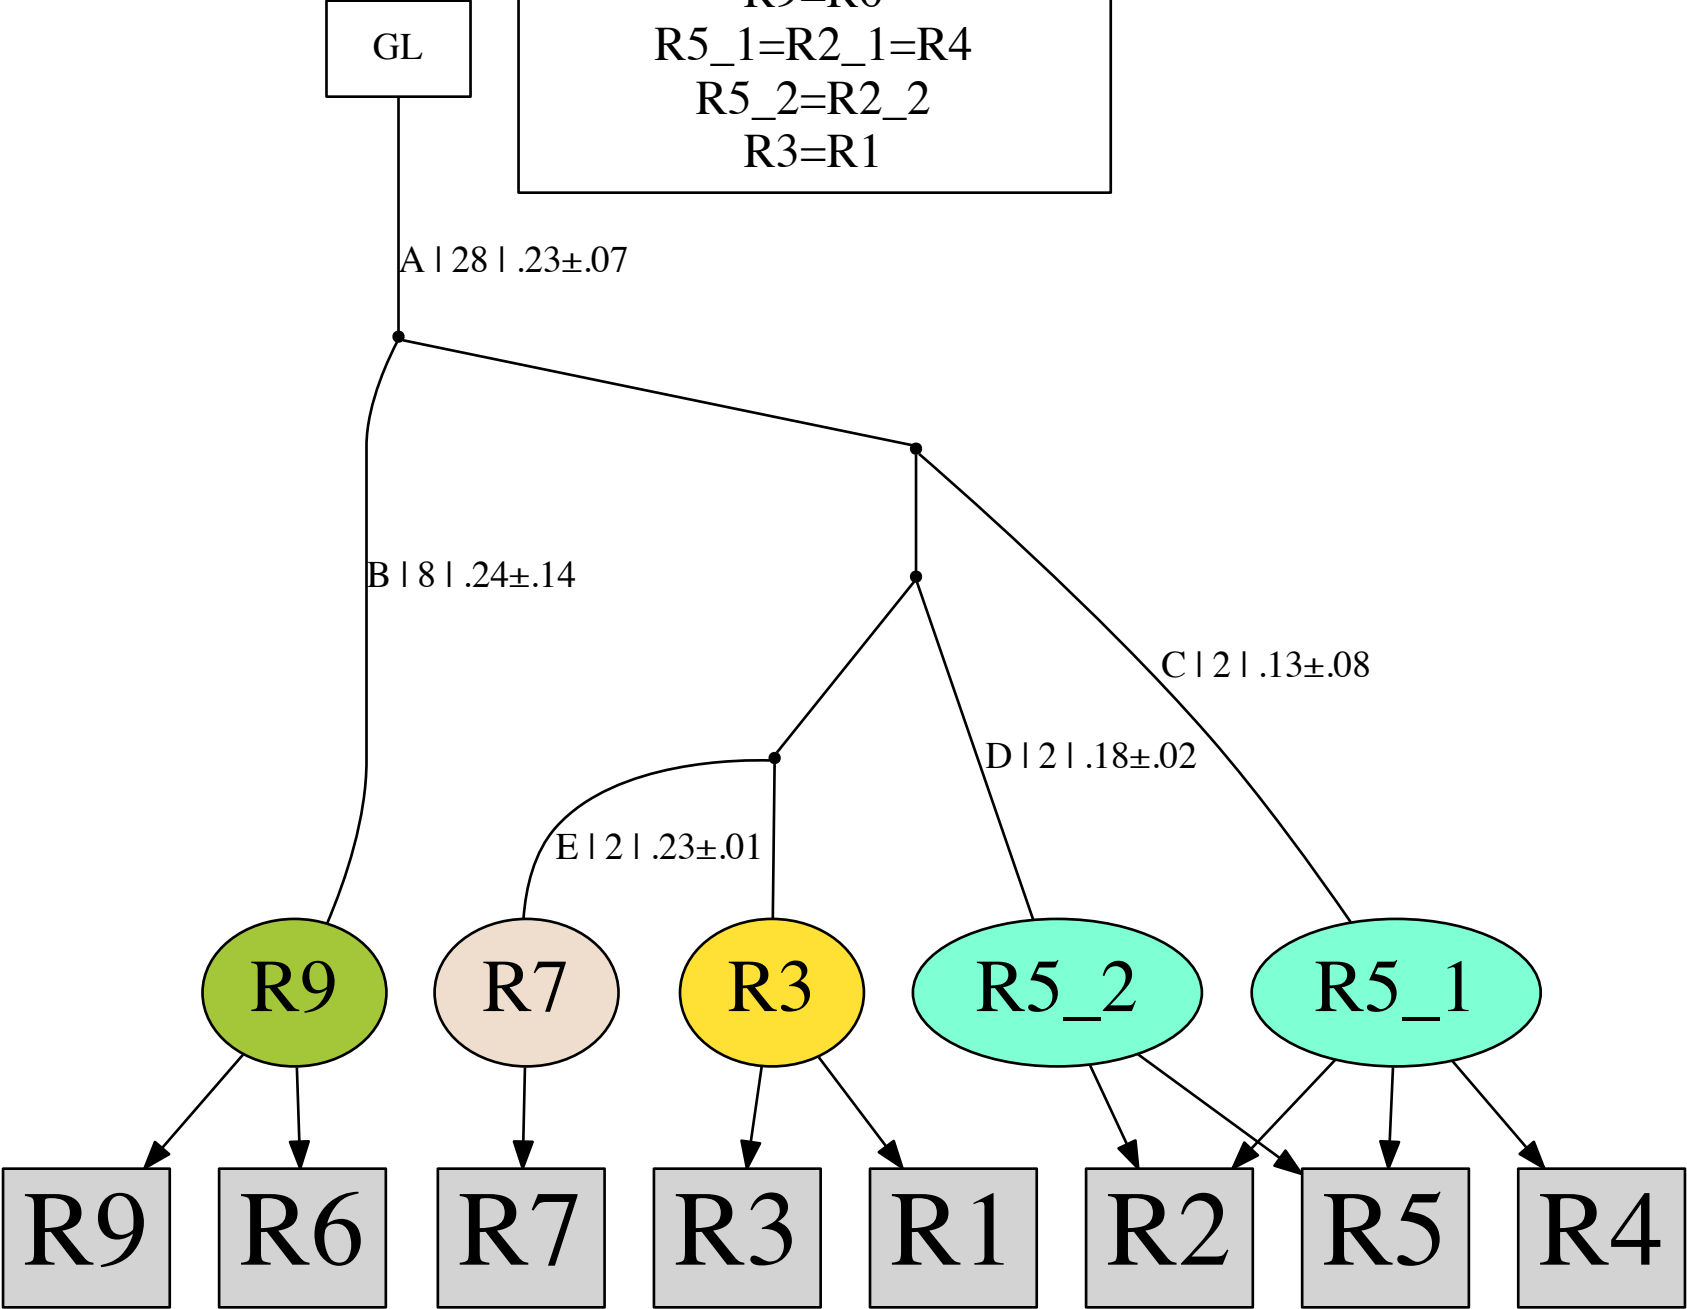 GL
R5_1=R2_1=R4
R5_2=R2_2
R3=R1
A | 28 | .23±.07
B | 8 | .24±.14
C | 2 | .13±.08
D | 2 | .18±.02
E | 2 | .23±.01
R9
R7
R3
R5_2
R5_1
R9
R6
R7
R3
R1
R2
R5
R4